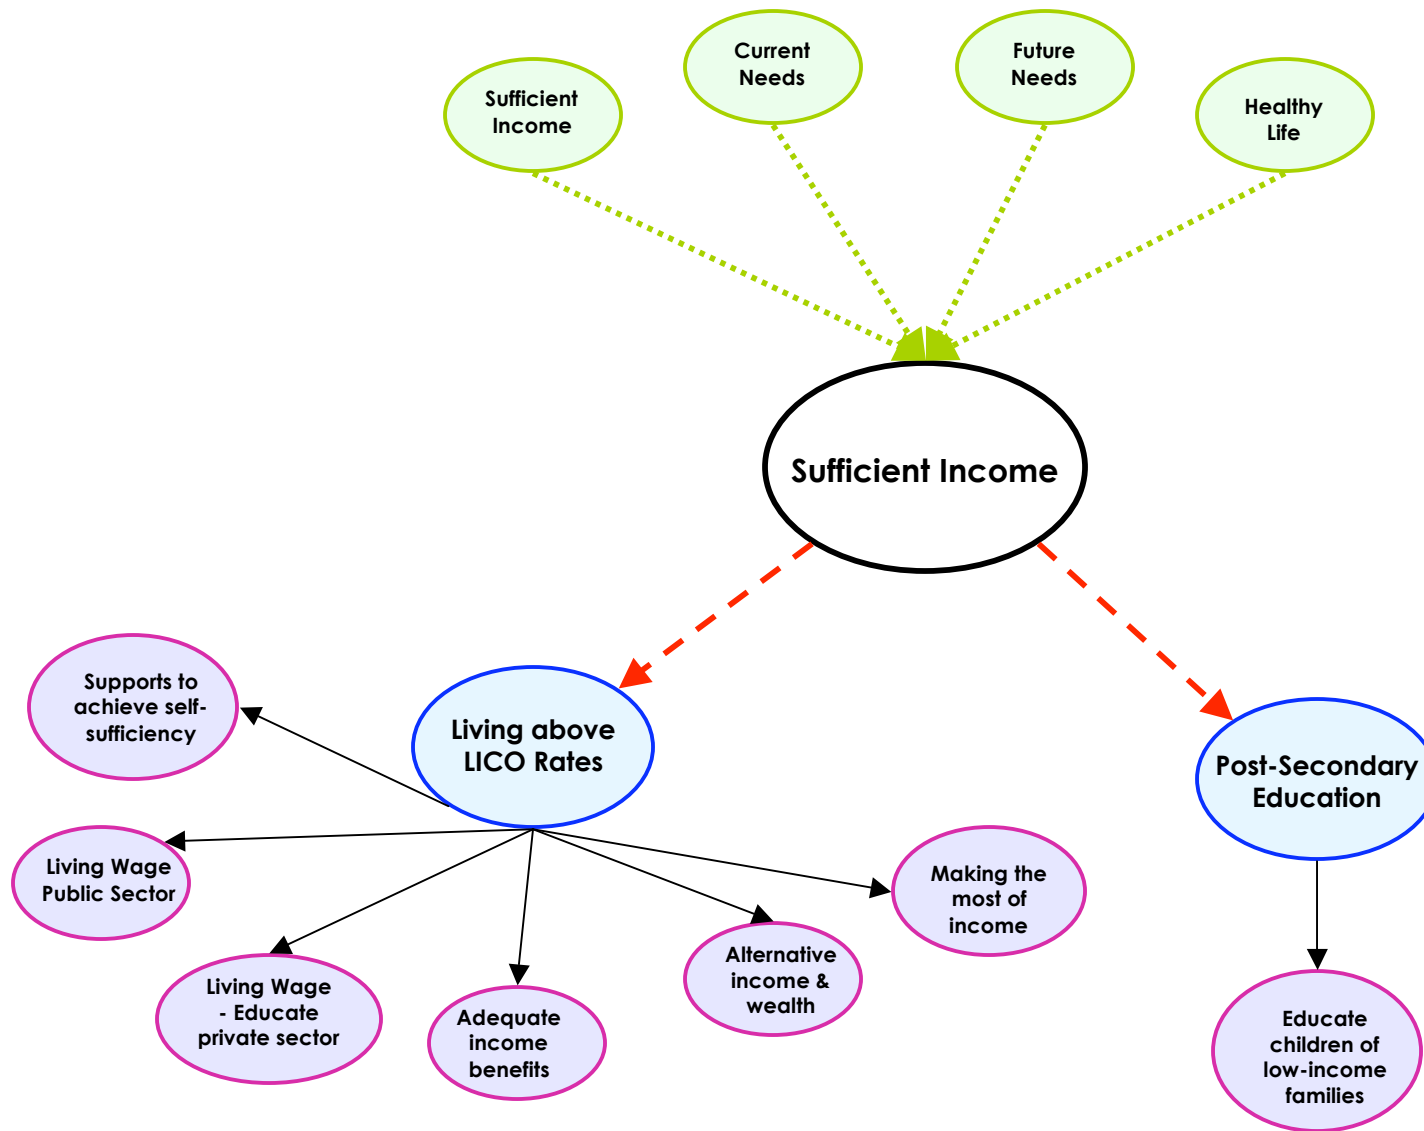 Sufficient
Income
Current
Needs
Future
Needs
Healthy
Life
Sufficient Income
Supports to
achieve self-
sufficiency
Living above
LICO Rates
Post-Secondary
Education
Living Wage
Public Sector
Living Wage
- Educate
private sector
Adequate
income
benefits
Alternative
income &
wealth
Making the
most of
income
Educate
children of
low-income
families